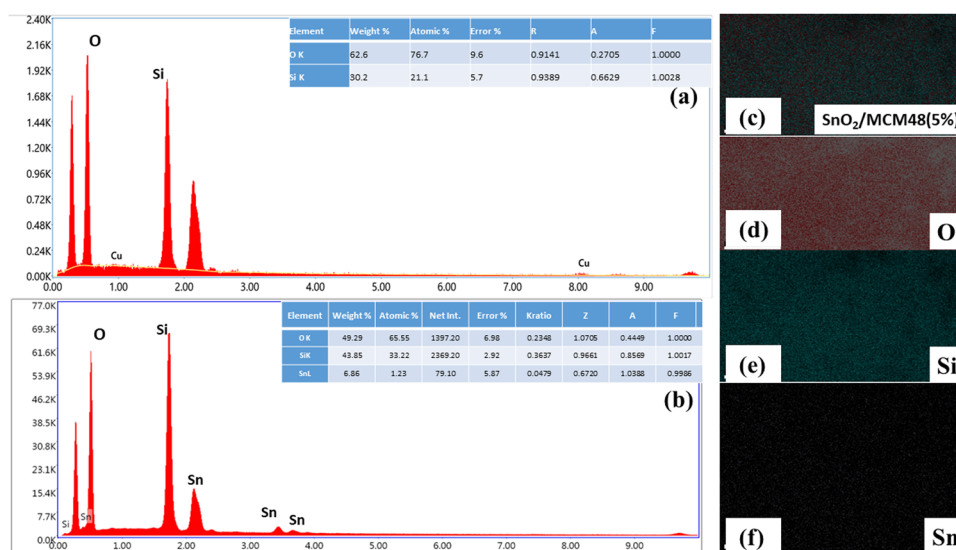 2.40K
2.16K
1.92K
1.68K
1.44K
1.20K
0.96K
0.72K
0.48K
0.24K
0.00K
0.00 1.00 2.00 3.00 4.00 5.00 6.00 7.00 8.00 9.00
O
Si
Cu
Cu
Element Weight % Atomic % Error % R A F
O K 62.6 76.7 9.6 0.9141 0.2705 1.0000
Si K 30.2 21.1 5.7 0.9389 0.6629 1.0028
(a)
77.0K
69.3K
61.6K
53.9K
46.2K
38.5K
30.8K
23.1K
15.4K
7.7K
0.0K
0.00 1.00 2.00 3.00 4.00 5.00 6.00 7.00 8.00 9.00
Si
Sn
O
Si
Sn
Sn
Sn
Element Weight % Atomic % Net Int. Error % Kratio Z A F
O K 49.29 65.55 1397.20 6.98 0.2348 1.0705 0.4449 1.0000
SiK 43.85 33.22 2369.20 2.92 0.3637 0.9661 0.8569 1.0017
SnL 6.86 1.23 79.10 5.87 0.0479 0.6720 1.0388 0.9986
(b)
(c) SnO₂/MCM48(5%)
(d) O
(e) Si
(f) Sn